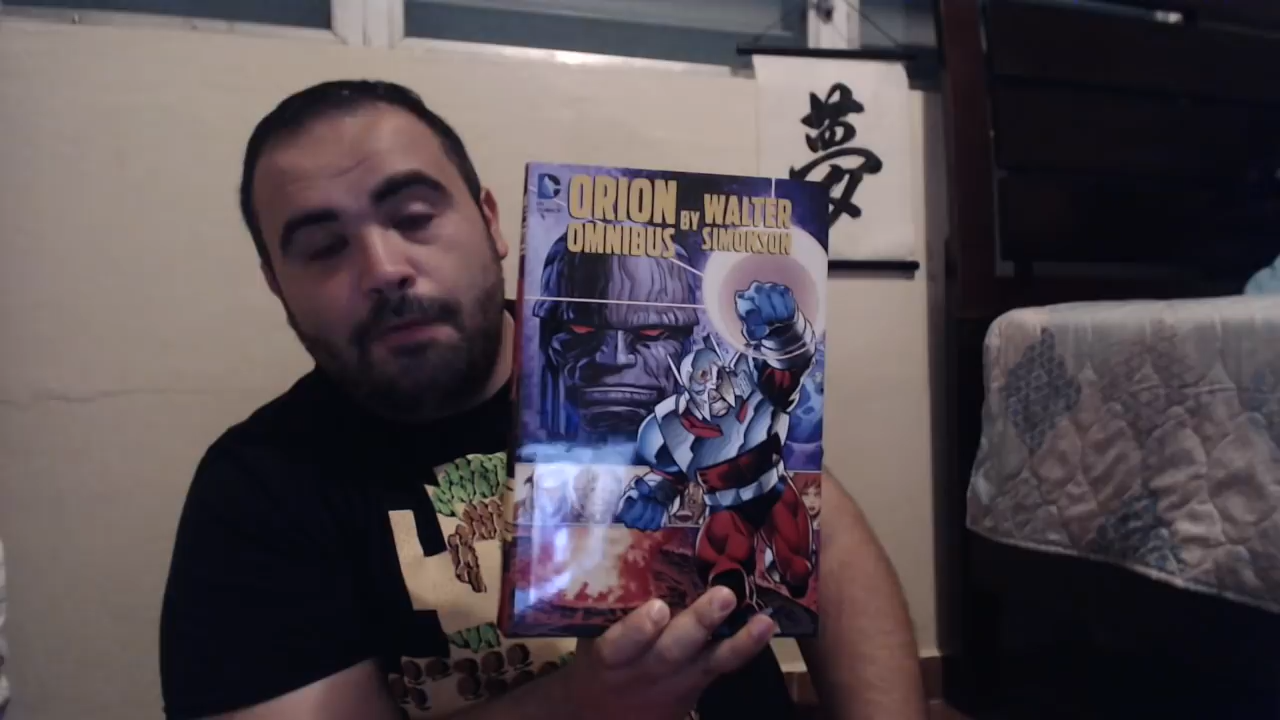 ORION
OMNIBUS
BY
WALTER
SIMONSON
夢